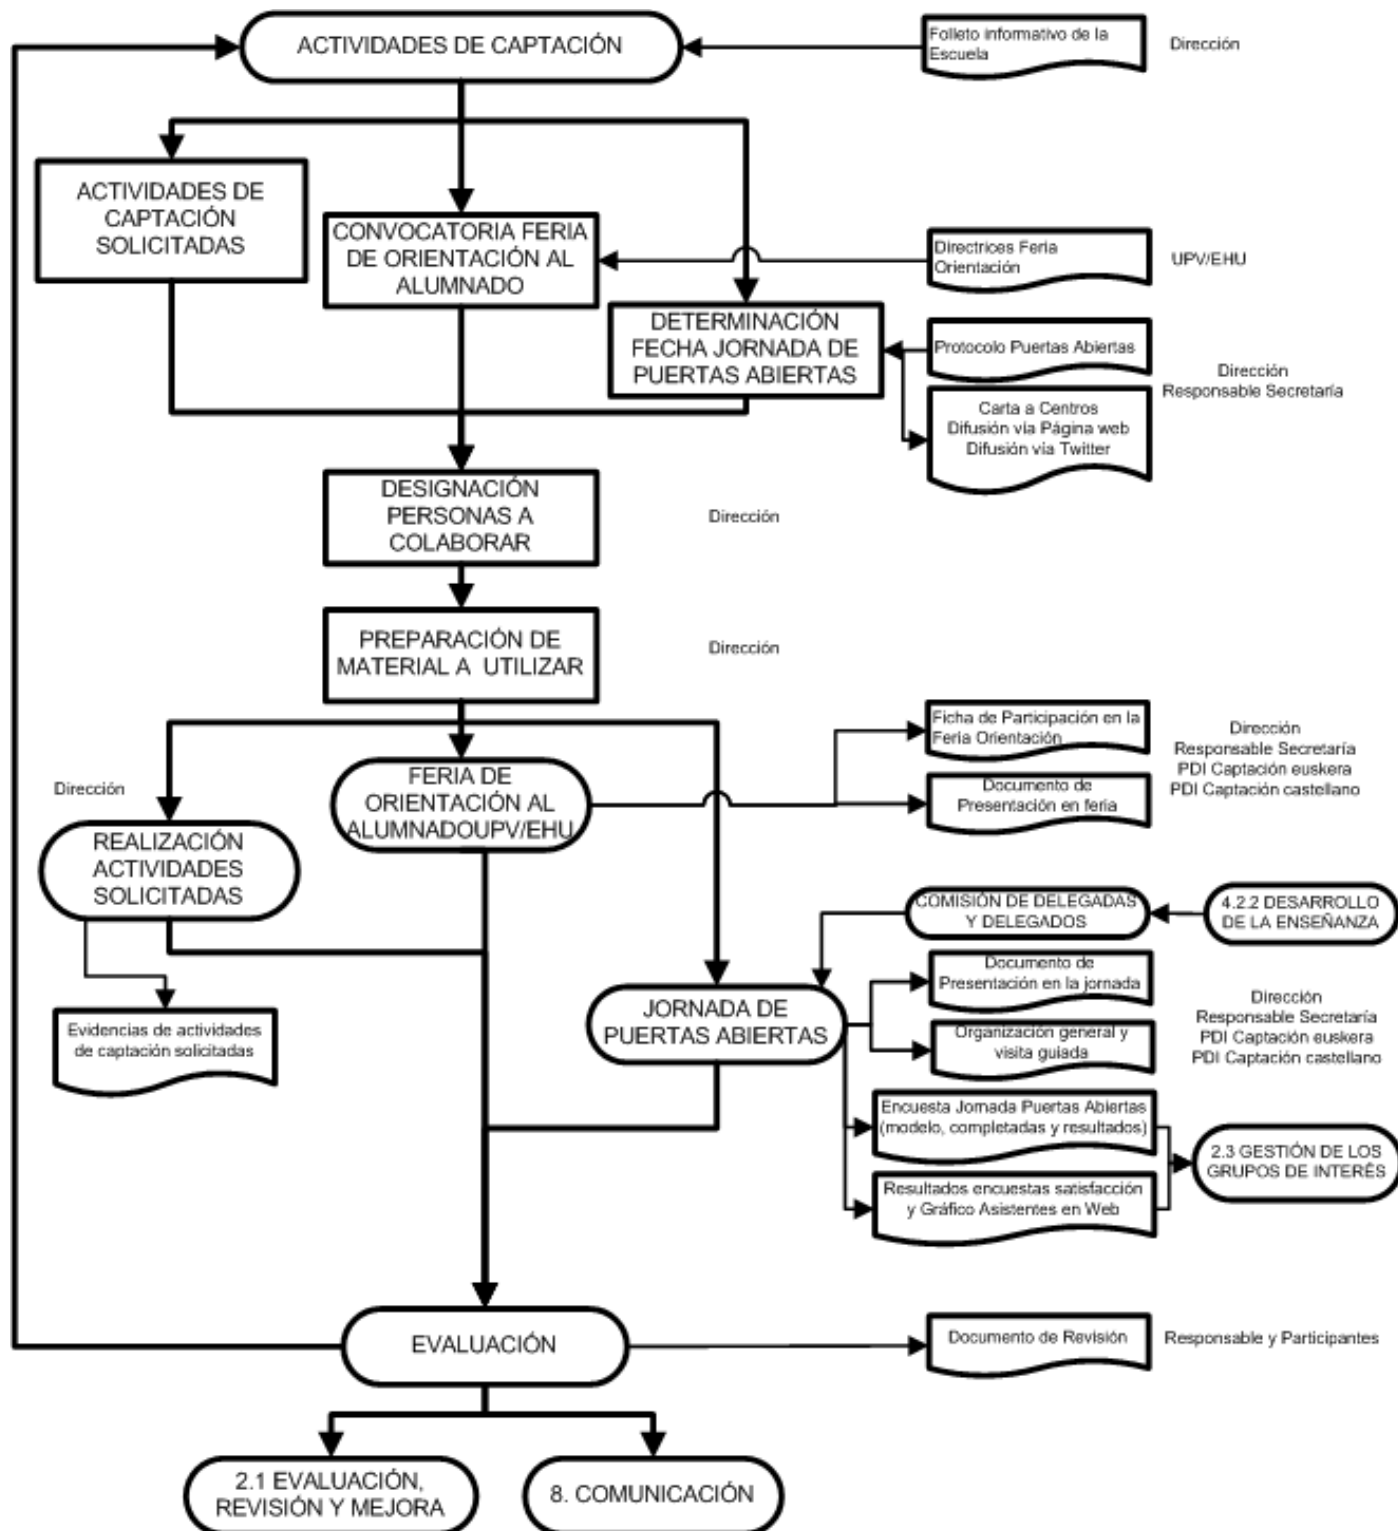 ACTIVIDADES DE CAPTACIÓN
Folleto informativo de la
Escuela
Dirección
ACTIVIDADES DE
CAPTACIÓN
SOLICITADAS
CONVOCATORIA FERIA
DE ORIENTACIÓN AL
ALUMNADO
Directrices Feria
Orientación
UPV/EHU
DETERMINACIÓN
FECHA JORNADA DE
PUERTAS ABIERTAS
Protocolo Puertas Abiertas
Dirección
Responsable Secretaría
Carta a Centros
Difusión vía Página web
Difusión vía Twitter
DESIGNACIÓN
PERSONAS A
COLABORAR
Dirección
PREPARACIÓN DE
MATERIAL A UTILIZAR
Dirección
Ficha de Participación en la
Feria Orientación
Dirección
Responsable Secretaría
PDI Captación euskera
PDI Captación castellano
Documento de
Presentación en feria
FERIA DE
ORIENTACIÓN AL
ALUMNADOUPV/EHU
Dirección
REALIZACIÓN
ACTIVIDADES
SOLICITADAS
COMISIÓN DE DELEGADAS
Y DELEGADOS
4.2.2 DESARROLLO
DE LA ENSEÑANZA
Documento de
Presentación en la jornada
JORNADA DE
PUERTAS ABIERTAS
Organización general y
visita guiada
Dirección
Responsable Secretaría
PDI Captación euskera
PDI Captación castellano
Evidencias de actividades
de captación solicitadas
Encuesta Jornada Puertas Abiertas
(modelo, completadas y resultados)
2.3 GESTIÓN DE LOS
GRUPOS DE INTERÉS
Resultados encuestas satisfacción
y Gráfico Asistentes en Web
EVALUACIÓN
Documento de Revisión
Responsable y Participantes
2.1 EVALUACIÓN,
REVISIÓN Y MEJORA
8. COMUNICACIÓN